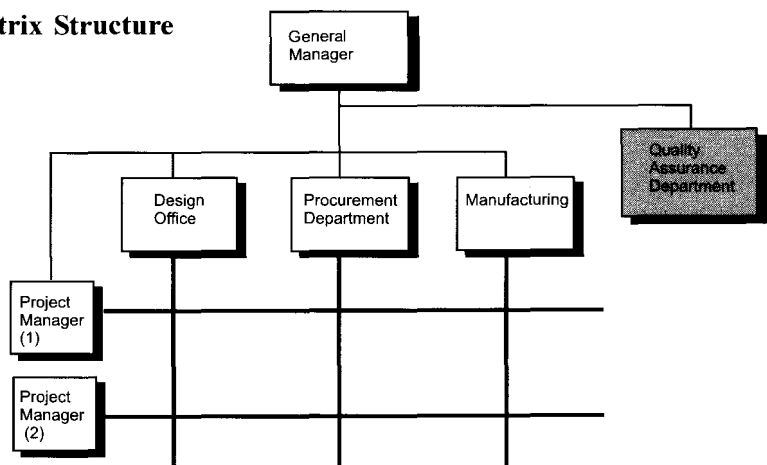 trix Structure
General
Manager
Quality
Assurance
Department
Design
Office
Procurement
Department
Manufacturing
Project
Manager
(1)
Project
Manager
(2)